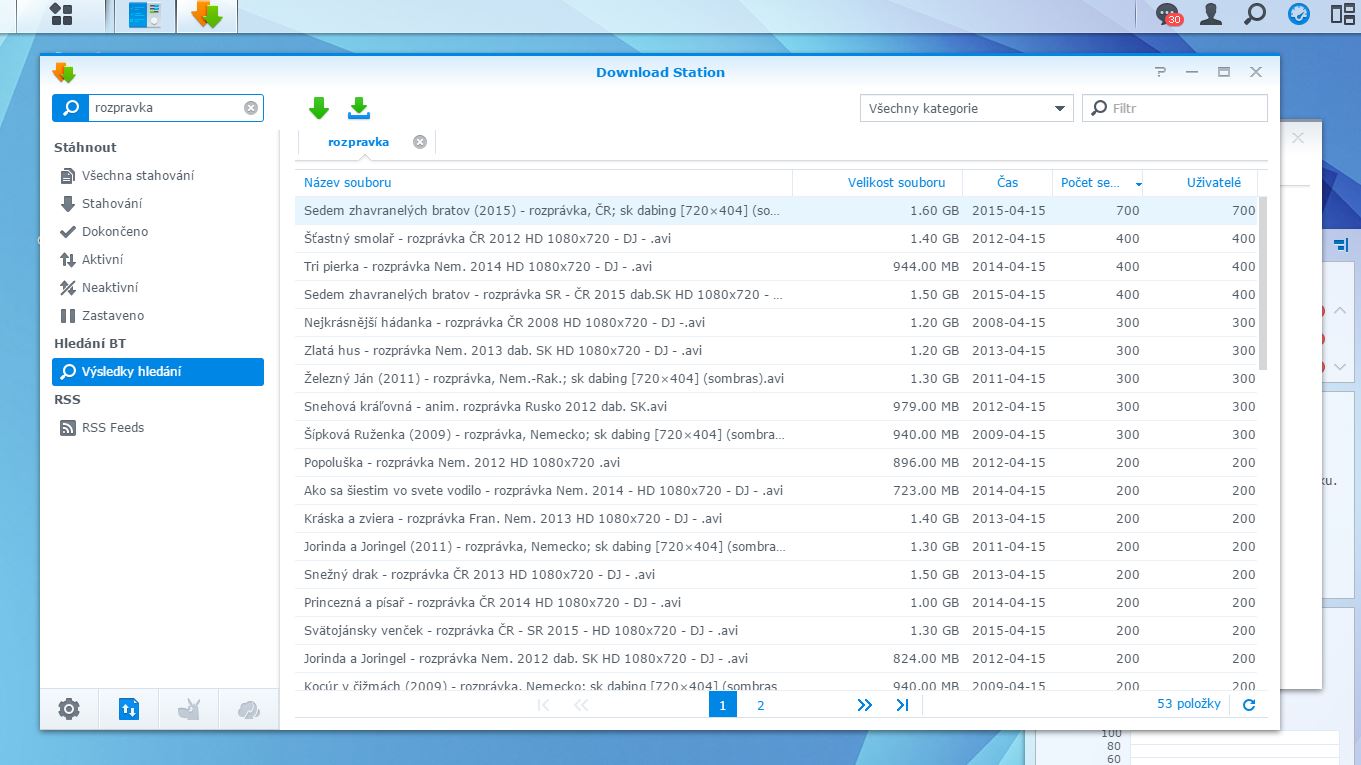 30
Download Station
rozpravka
Všechny kategorie
Filtr
Stáhnout
Všechna stahování
Stahování
Dokončeno
Aktivní
Neaktivní
Zastaveno
Hledání BT
Výsledky hledání
RSS
RSS Feeds
rozpravka
Název souboru Velikost souboru Čas Počet se... Uživatelé
Sedem zhavranelých bratov (2015) - rozprávka, ČR; sk dabing [720×404] (so... 1.60 GB 2015-04-15 700 700
Šťastný smolař - rozprávka ČR 2012 HD 1080x720 - DJ - .avi 1.40 GB 2012-04-15 400 400
Tri pierka - rozprávka Nem. 2014 HD 1080x720 - DJ - .avi 944.00 MB 2014-04-15 400 400
Sedem zhavranelých bratov - rozprávka SR - ČR 2015 dab.SK HD 1080x720 - ... 1.50 GB 2015-04-15 400 400
Nejkrásnější hádanka - rozprávka ČR 2008 HD 1080x720 - DJ -.avi 1.20 GB 2008-04-15 300 300
Zlatá hus - rozprávka Nem. 2013 dab. SK HD 1080x720 - DJ - .avi 1.20 GB 2013-04-15 300 300
Železný Ján (2011) - rozprávka, Nem.-Rak.; sk dabing [720×404] (sombras).avi 1.30 GB 2011-04-15 300 300
Snehová kráľovná - anim. rozprávka Rusko 2012 dab. SK.avi 979.00 MB 2012-04-15 300 300
Šípková Ruženka (2009) - rozprávka, Nemecko; sk dabing [720×404] (sombra... 940.00 MB 2009-04-15 300 300
Popoluška - rozprávka Nem. 2012 HD 1080x720 .avi 896.00 MB 2012-04-15 200 200
Ako sa šiestim vo svete vodilo - rozprávka Nem. 2014 - HD 1080x720 - DJ - .avi 723.00 MB 2014-04-15 200 200
Kráska a zviera - rozprávka Fran. Nem. 2013 HD 1080x720 - DJ - .avi 1.40 GB 2013-04-15 200 200
Jorinda a Joringel (2011) - rozprávka, Nemecko; sk dabing [720×404] (sombra... 1.30 GB 2011-04-15 200 200
Snežný drak - rozprávka ČR 2013 HD 1080x720 - DJ - .avi 1.50 GB 2013-04-15 200 200
Princezná a písař - rozprávka ČR 2014 HD 1080x720 - DJ - .avi 1.00 GB 2014-04-15 200 200
Svätojánsky venček - rozprávka ČR - SR 2015 - HD 1080x720 - DJ - .avi 1.30 GB 2015-04-15 200 200
Jorinda a Joringel - rozprávka Nem. 2012 dab. SK HD 1080x720 - DJ - .avi 824.00 MB 2012-04-15 200 200
Kocúr v čižmách (2009) - rozprávka, Nemecko; sk dabing [720×404] (sombras 940.00 MB 2009-04-15 200 200
1 2
53 položky
ku.
100
80
60